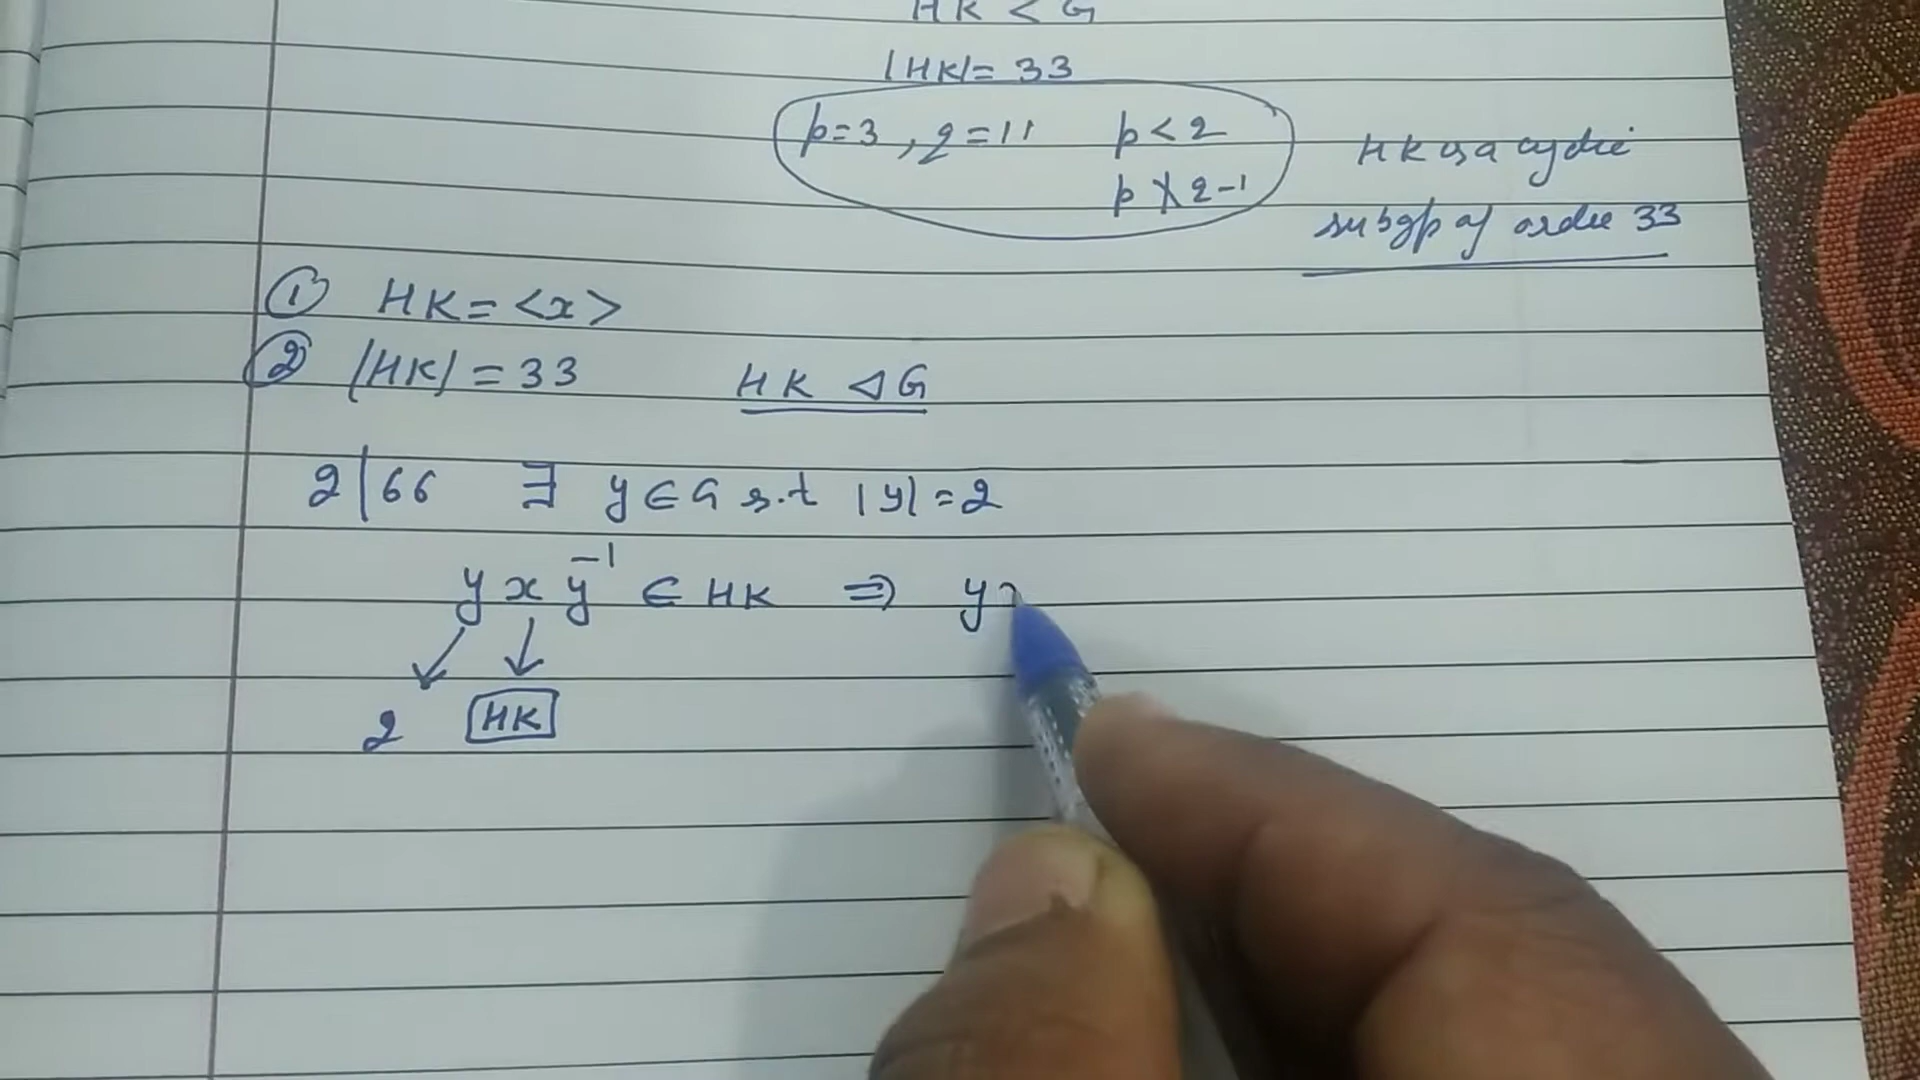 HK < G
|HK| = 33
p=3, q=11 p<q
p ∤ q-1
HK is a cyclic
subgp of order 33
① HK = <x>
② |HK| = 33 HK ⊲ G
2|66 ∃ y∈G s.t |y|=2
y x y⁻¹ ∈ HK ⇒ y
2 HK